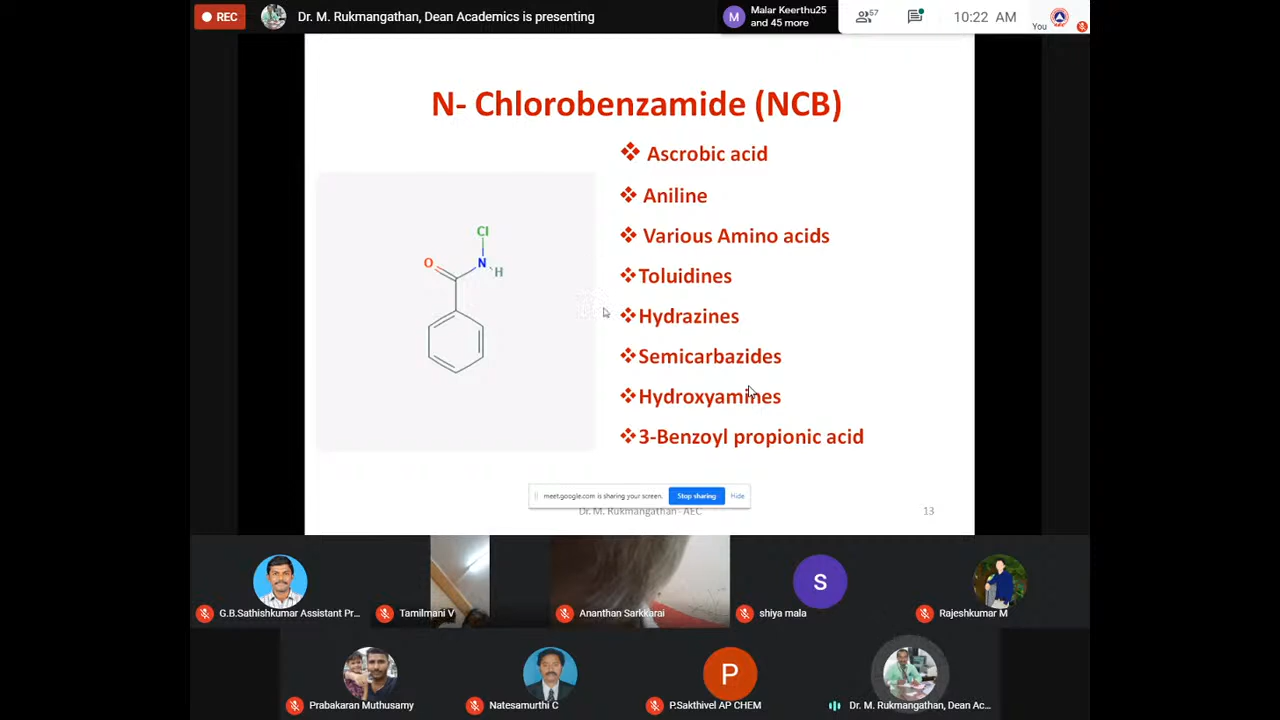 REC
Dr. M. Rukmangathan, Dean Academics is presenting
M
Malar Keerthu25
and 45 more
57
10:22 AM
You
N- Chlorobenzamide (NCB)
Ascrobic acid
Aniline
Various Amino acids
Toluidines
Hydrazines
Semicarbazides
Hydroxyamines
3-Benzoyl propionic acid
Cl
O
N
H
meet.google.com is sharing your screen.
Stop sharing
Hide
Dr. M. Rukmangathan - AEC
13
G.B.Sathishkumar Assistant Pr...
Tamilmani V
Ananthan Sarkkarai
s
shiya mala
Rajeshkumar M
Prabakaran Muthusamy
Natesamurthi C
P
P.Sakthivel AP CHEM
Dr. M. Rukmangathan, Dean Ac...